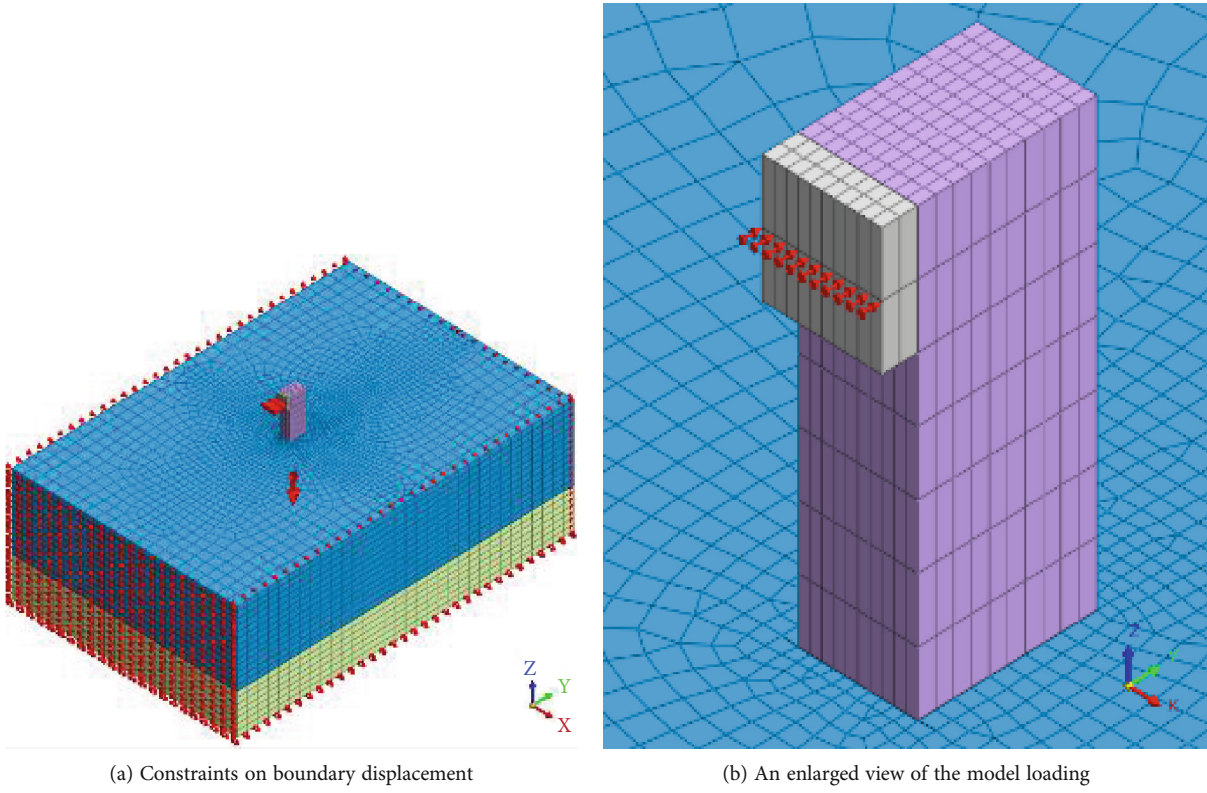 Z
Y
X
Z
Y
(a) Constraints on boundary displacement
(b) An enlarged view of the model loading